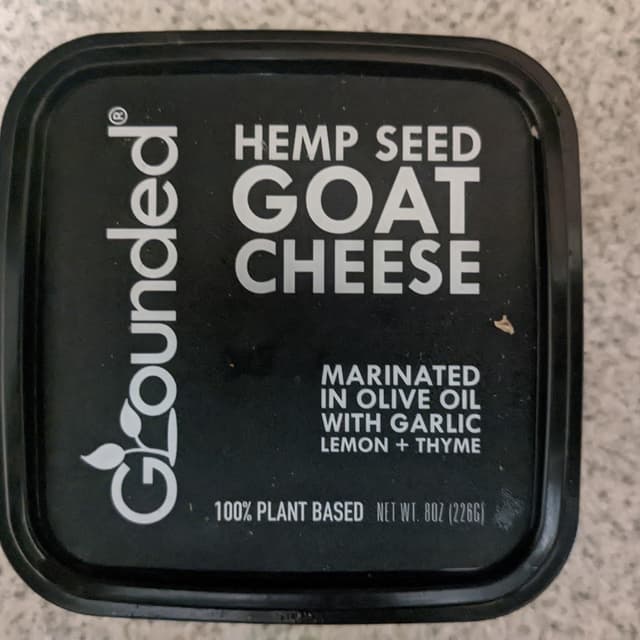 Grounded®
HEMP SEED
GOAT
CHEESE
MARINATED
IN OLIVE OIL
WITH GARLIC
LEMON + THYME
100% PLANT BASED NET WT. 8OZ (226G)